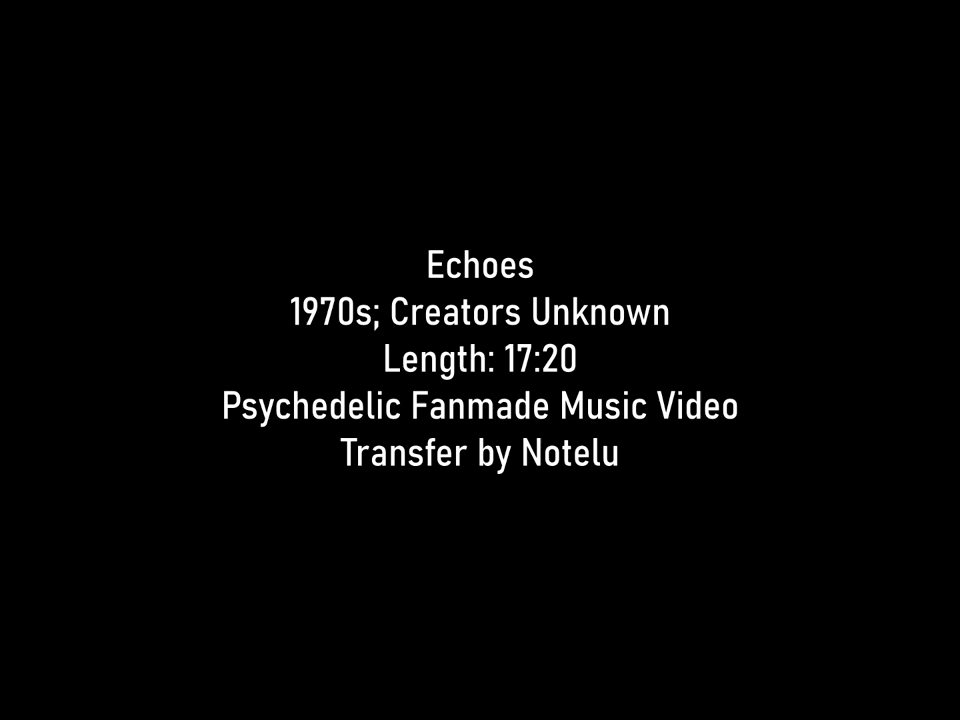 Echoes
1970s; Creators Unknown
Length: 17:20
Psychedelic Fanmade Music Video
Transfer by Notelu